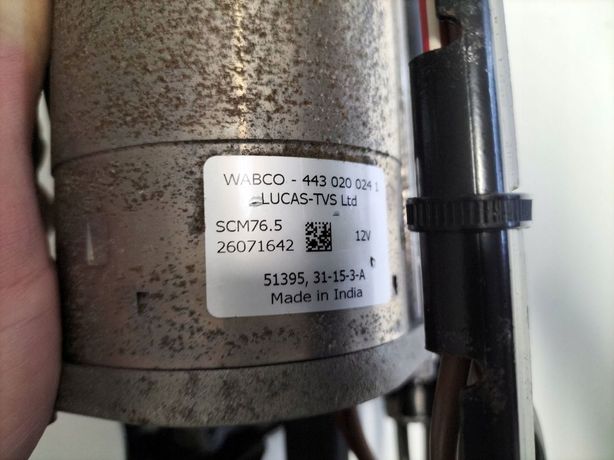 WABCO - 443 020 024 1
LUCAS-TVS Ltd
SCM76.5
26071642
12V
51395, 31-15-3-A
Made in India